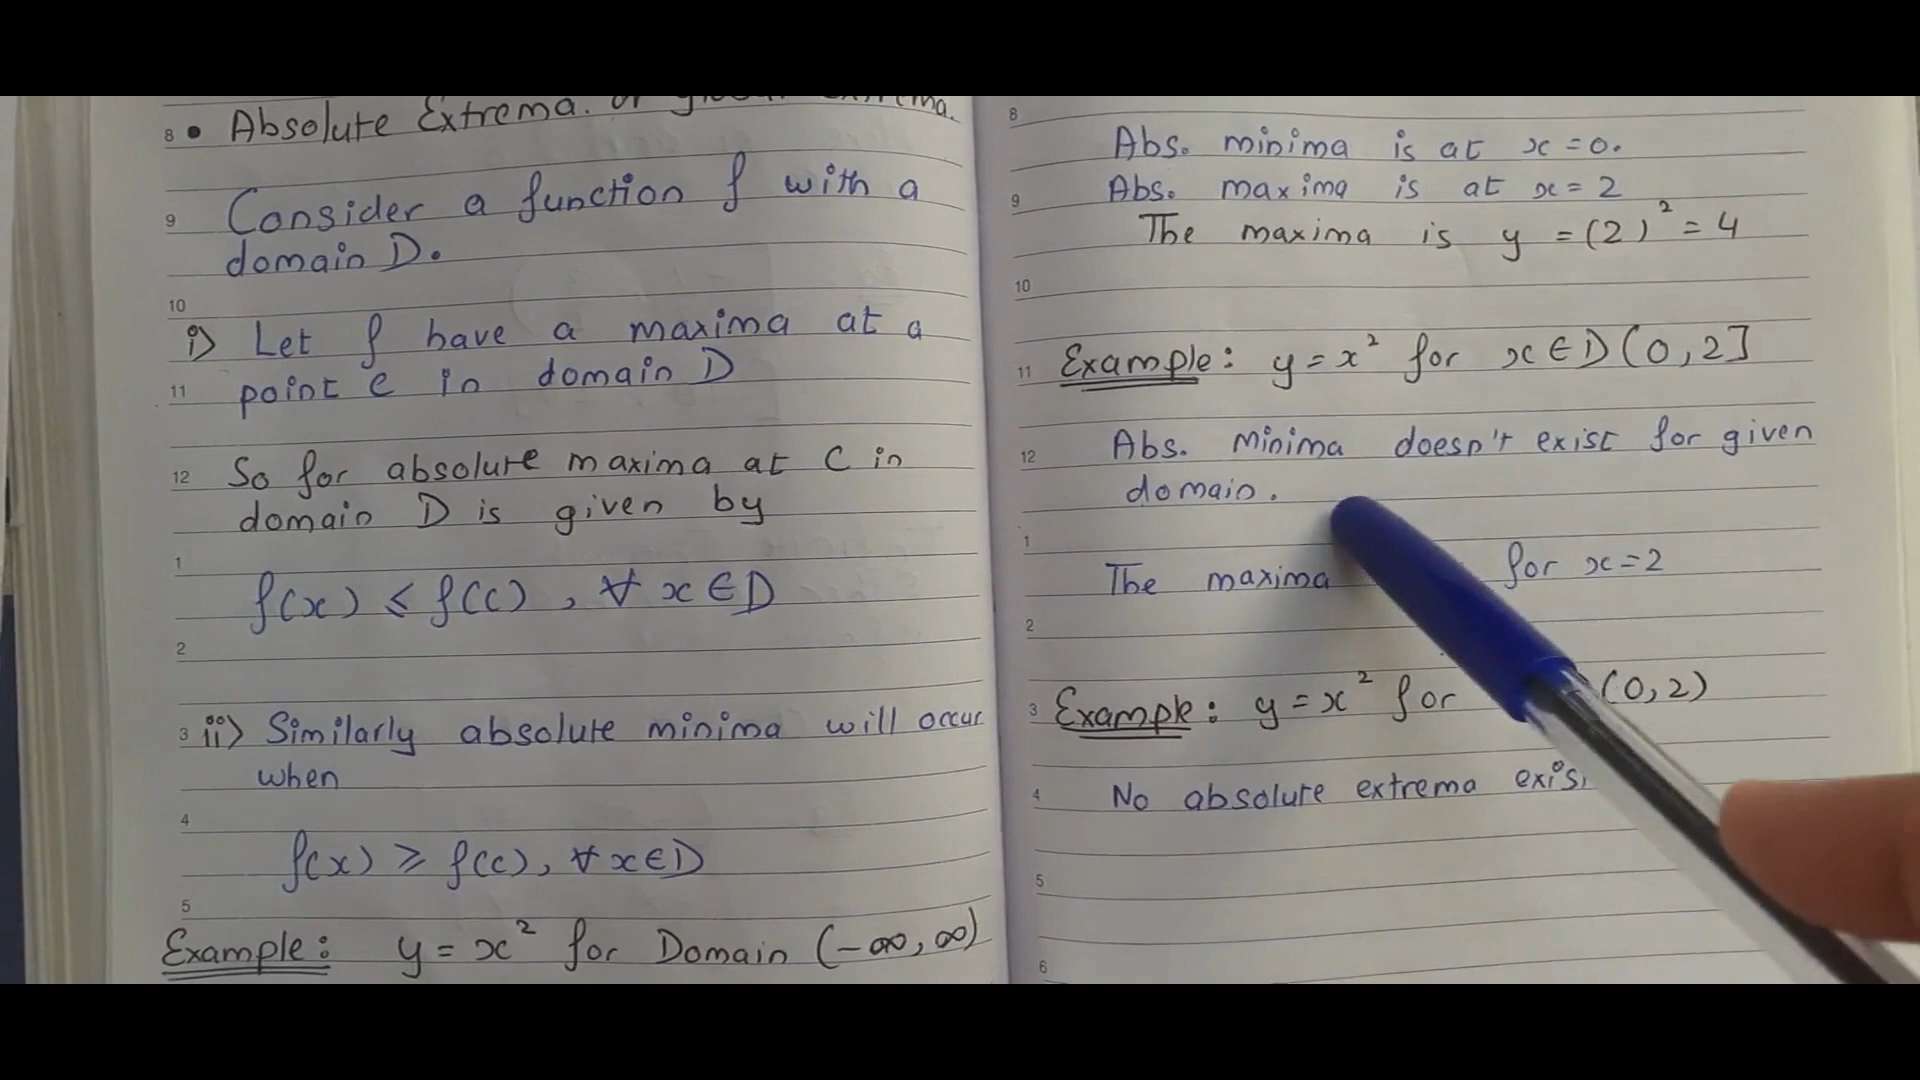 • Absolute Extrema. or global extrema.
Consider a function f with a
domain D.
i) Let f have a maxima at a
point c in domain D
So for absolute maxima at C in
domain D is given by
f(x) ≤ f(c), ∀ x ∈ D
ii) Similarly absolute minima will occur
when
f(x) ≥ f(c), ∀ x ∈ D
Example: y = x² for Domain (-∞, ∞)
Abs. minima is at x = 0.
Abs. maxima is at x = 2
The maxima is y = (2)² = 4
Example: y = x² for x ∈ D (0, 2]
Abs. Minima doesn't exist for given
domain.
The maxima for x = 2
Example: y = x² for (0, 2)
No absolute extrema exis
8
9
10
11
12
1
2
3
4
5
8
9
10
11
12
1
2
3
4
5
6